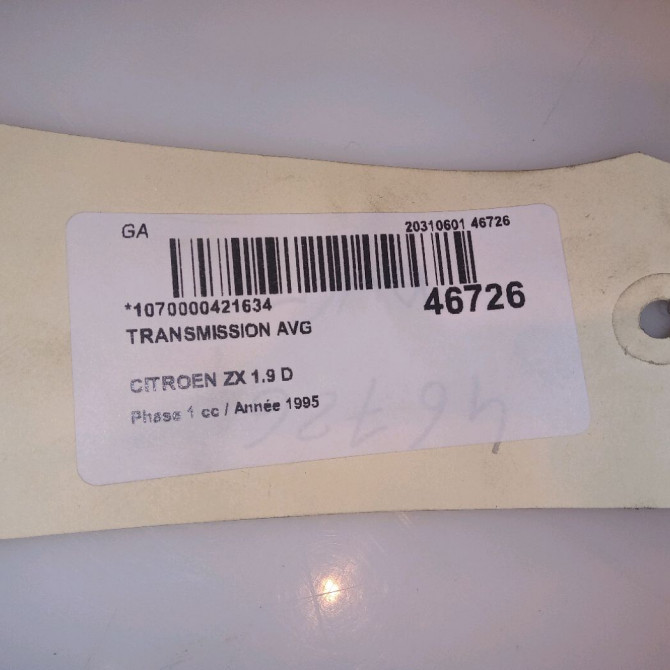 GA
20310601 46726
*1070000421634
46726
TRANSMISSION AVG
CITROEN ZX 1.9 D
Phase 1 cc / Année 1995
46726